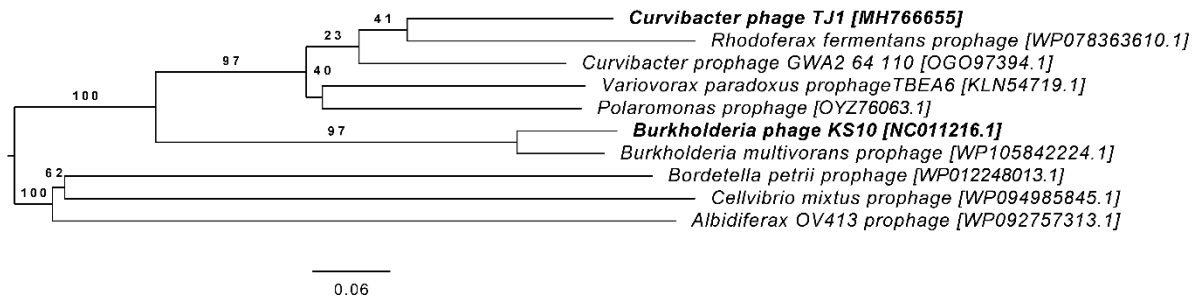 41
Curvibacter phage TJ1 [MH766655]
23
Rhodoferax fermentans prophage [WP078363610.1]
97
Curvibacter prophage GWA2 64 110 [OGO97394.1]
40
Variovorax paradoxus prophageTBEA6 [KLN54719.1]
100
Polaromonas prophage [OYZ76063.1]
97
Burkholderia phage KS10 [NC011216.1]
Burkholderia multivorans prophage [WP105842224.1]
62
Bordetella petrii prophage [WP012248013.1]
100
Cellvibrio mixtus prophage [WP094985845.1]
Albidiferax OV413 prophage [WP092757313.1]
0.06